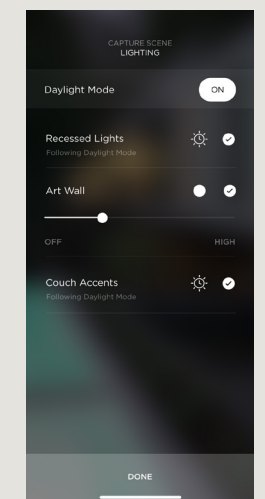 CAPTURE SCENE
LIGHTING
Daylight Mode
ON
Recessed Lights
Following Daylight Mode
Art Wall
OFF
HIGH
Couch Accents
Following Daylight Mode
DONE